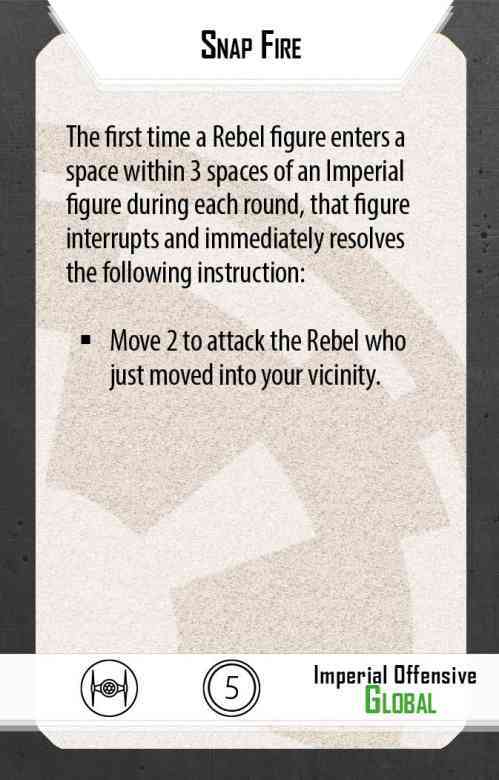 Snap Fire
The first time a Rebel figure enters a
space within 3 spaces of an Imperial
figure during each round, that figure
interrupts and immediately resolves
the following instruction:
▪ Move 2 to attack the Rebel who
just moved into your vicinity.
5
Imperial Offensive
Global